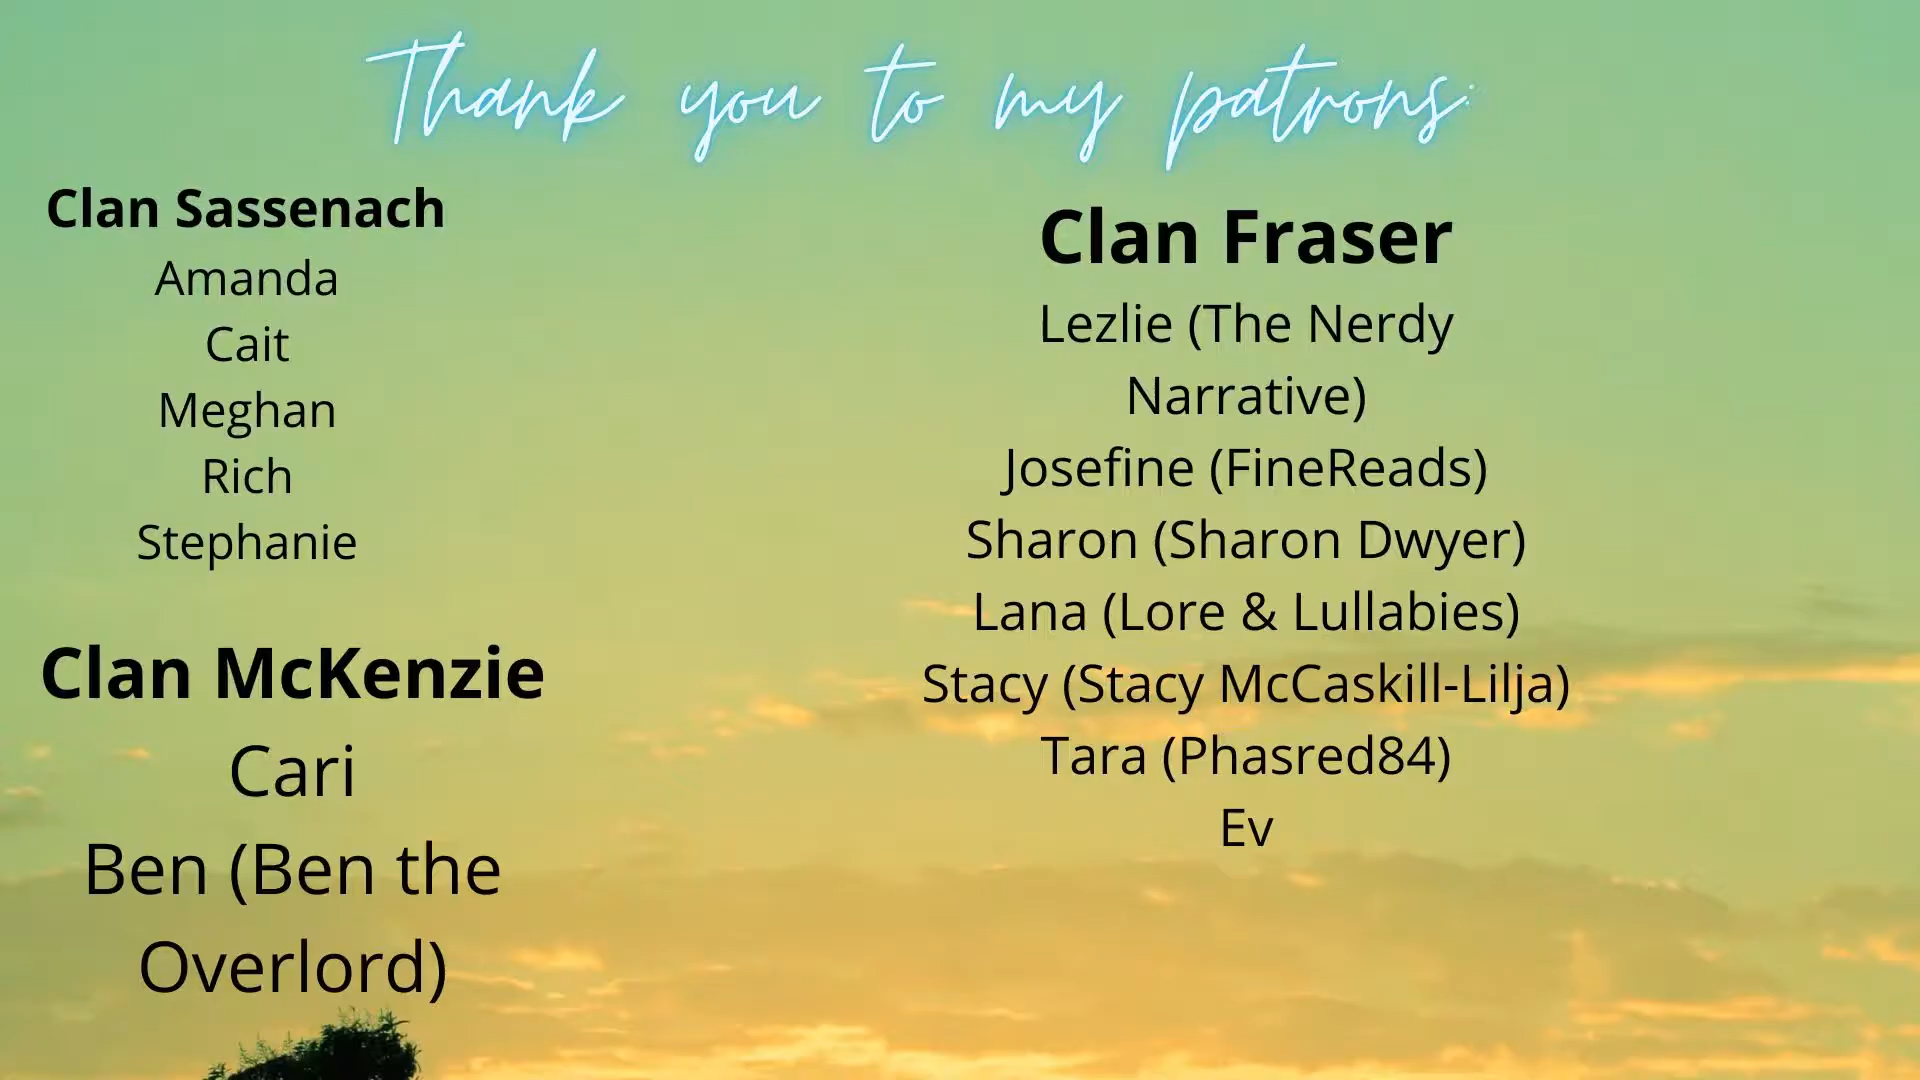 Thank you to my patrons:
Clan Sassenach
Amanda
Cait
Meghan
Rich
Stephanie
Clan McKenzie
Cari
Ben (Ben the
Overlord)
Clan Fraser
Lezlie (The Nerdy
Narrative)
Josefine (FineReads)
Sharon (Sharon Dwyer)
Lana (Lore & Lullabies)
Stacy (Stacy McCaskill-Lilja)
Tara (Phasred84)
Ev